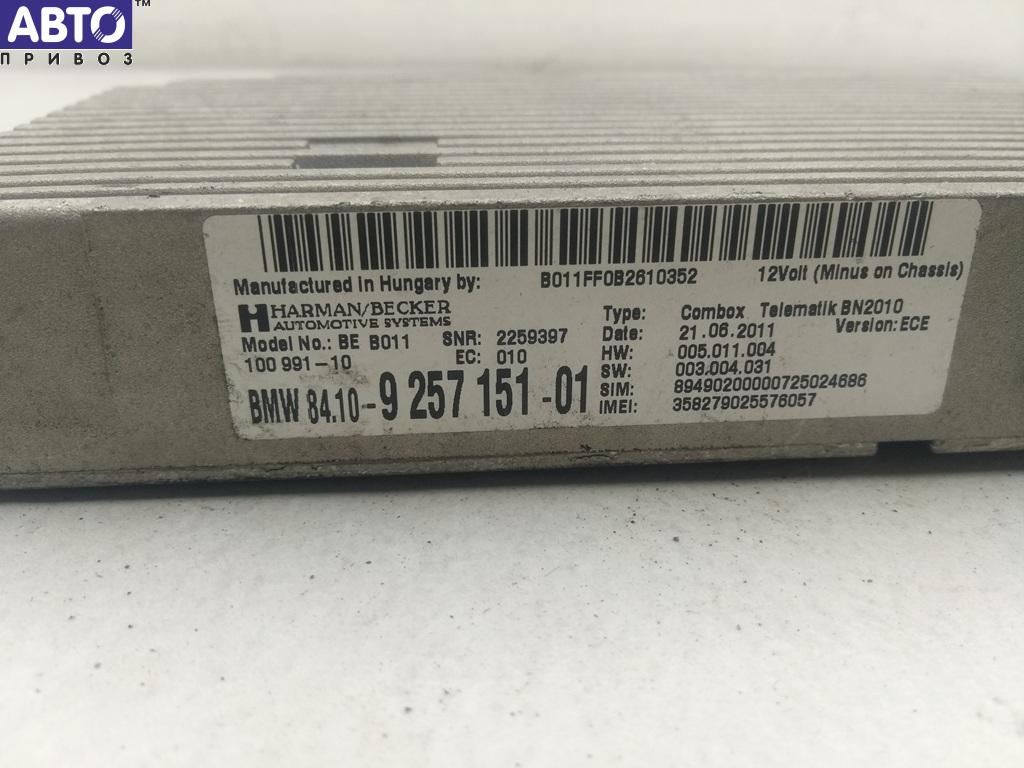 АВТО™
ПРИВОЗ
Manufactured in Hungary by:
B011FF0B2610352
12Volt (Minus on Chassis)
HARMAN/BECKER
AUTOMOTIVE SYSTEMS
Model No.: BE B011 SNR: 2259397
100 991-10 EC: 010
BMW 84.10-9 257 151-01
Type: Combox Telematik BN2010
Date: 21.06.2011 Version: ECE
HW: 005.011.004
SW: 003.004.031
SIM: 89490200000725024686
IMEI: 358279025576057